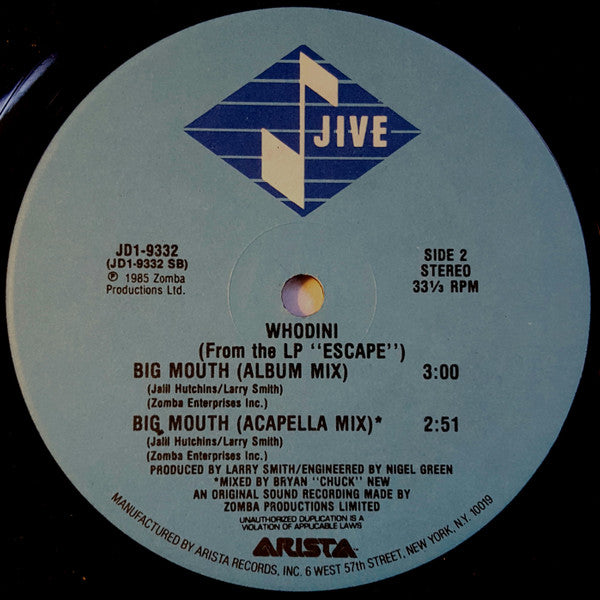 JIVE
JD1-9332
(JD1-9332 SB)
℗ 1985 Zomba
Productions Ltd.
SIDE 2
STEREO
33⅓ RPM
WHODINI
(From the LP "ESCAPE")
BIG MOUTH (ALBUM MIX) 3:00
(Jalil Hutchins/Larry Smith)
(Zomba Enterprises Inc.)
BIG MOUTH (ACAPELLA MIX)* 2:51
(Jalil Hutchins/Larry Smith)
(Zomba Enterprises Inc.)
PRODUCED BY LARRY SMITH/ENGINEERED BY NIGEL GREEN
*MIXED BY BRYAN "CHUCK" NEW
AN ORIGINAL SOUND RECORDING MADE BY
ZOMBA PRODUCTIONS LIMITED
UNAUTHORIZED DUPLICATION IS A
VIOLATION OF APPLICABLE LAWS
ARISTA
MANUFACTURED BY ARISTA RECORDS, INC. 6 WEST 57th STREET, NEW YORK, N.Y. 10019